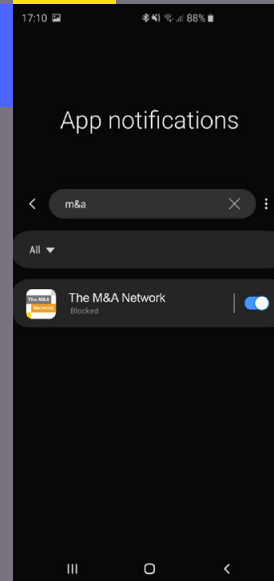 17:10 88%
App notifications
m&a
All
The M&A
Network
The M&A Network
Blocked